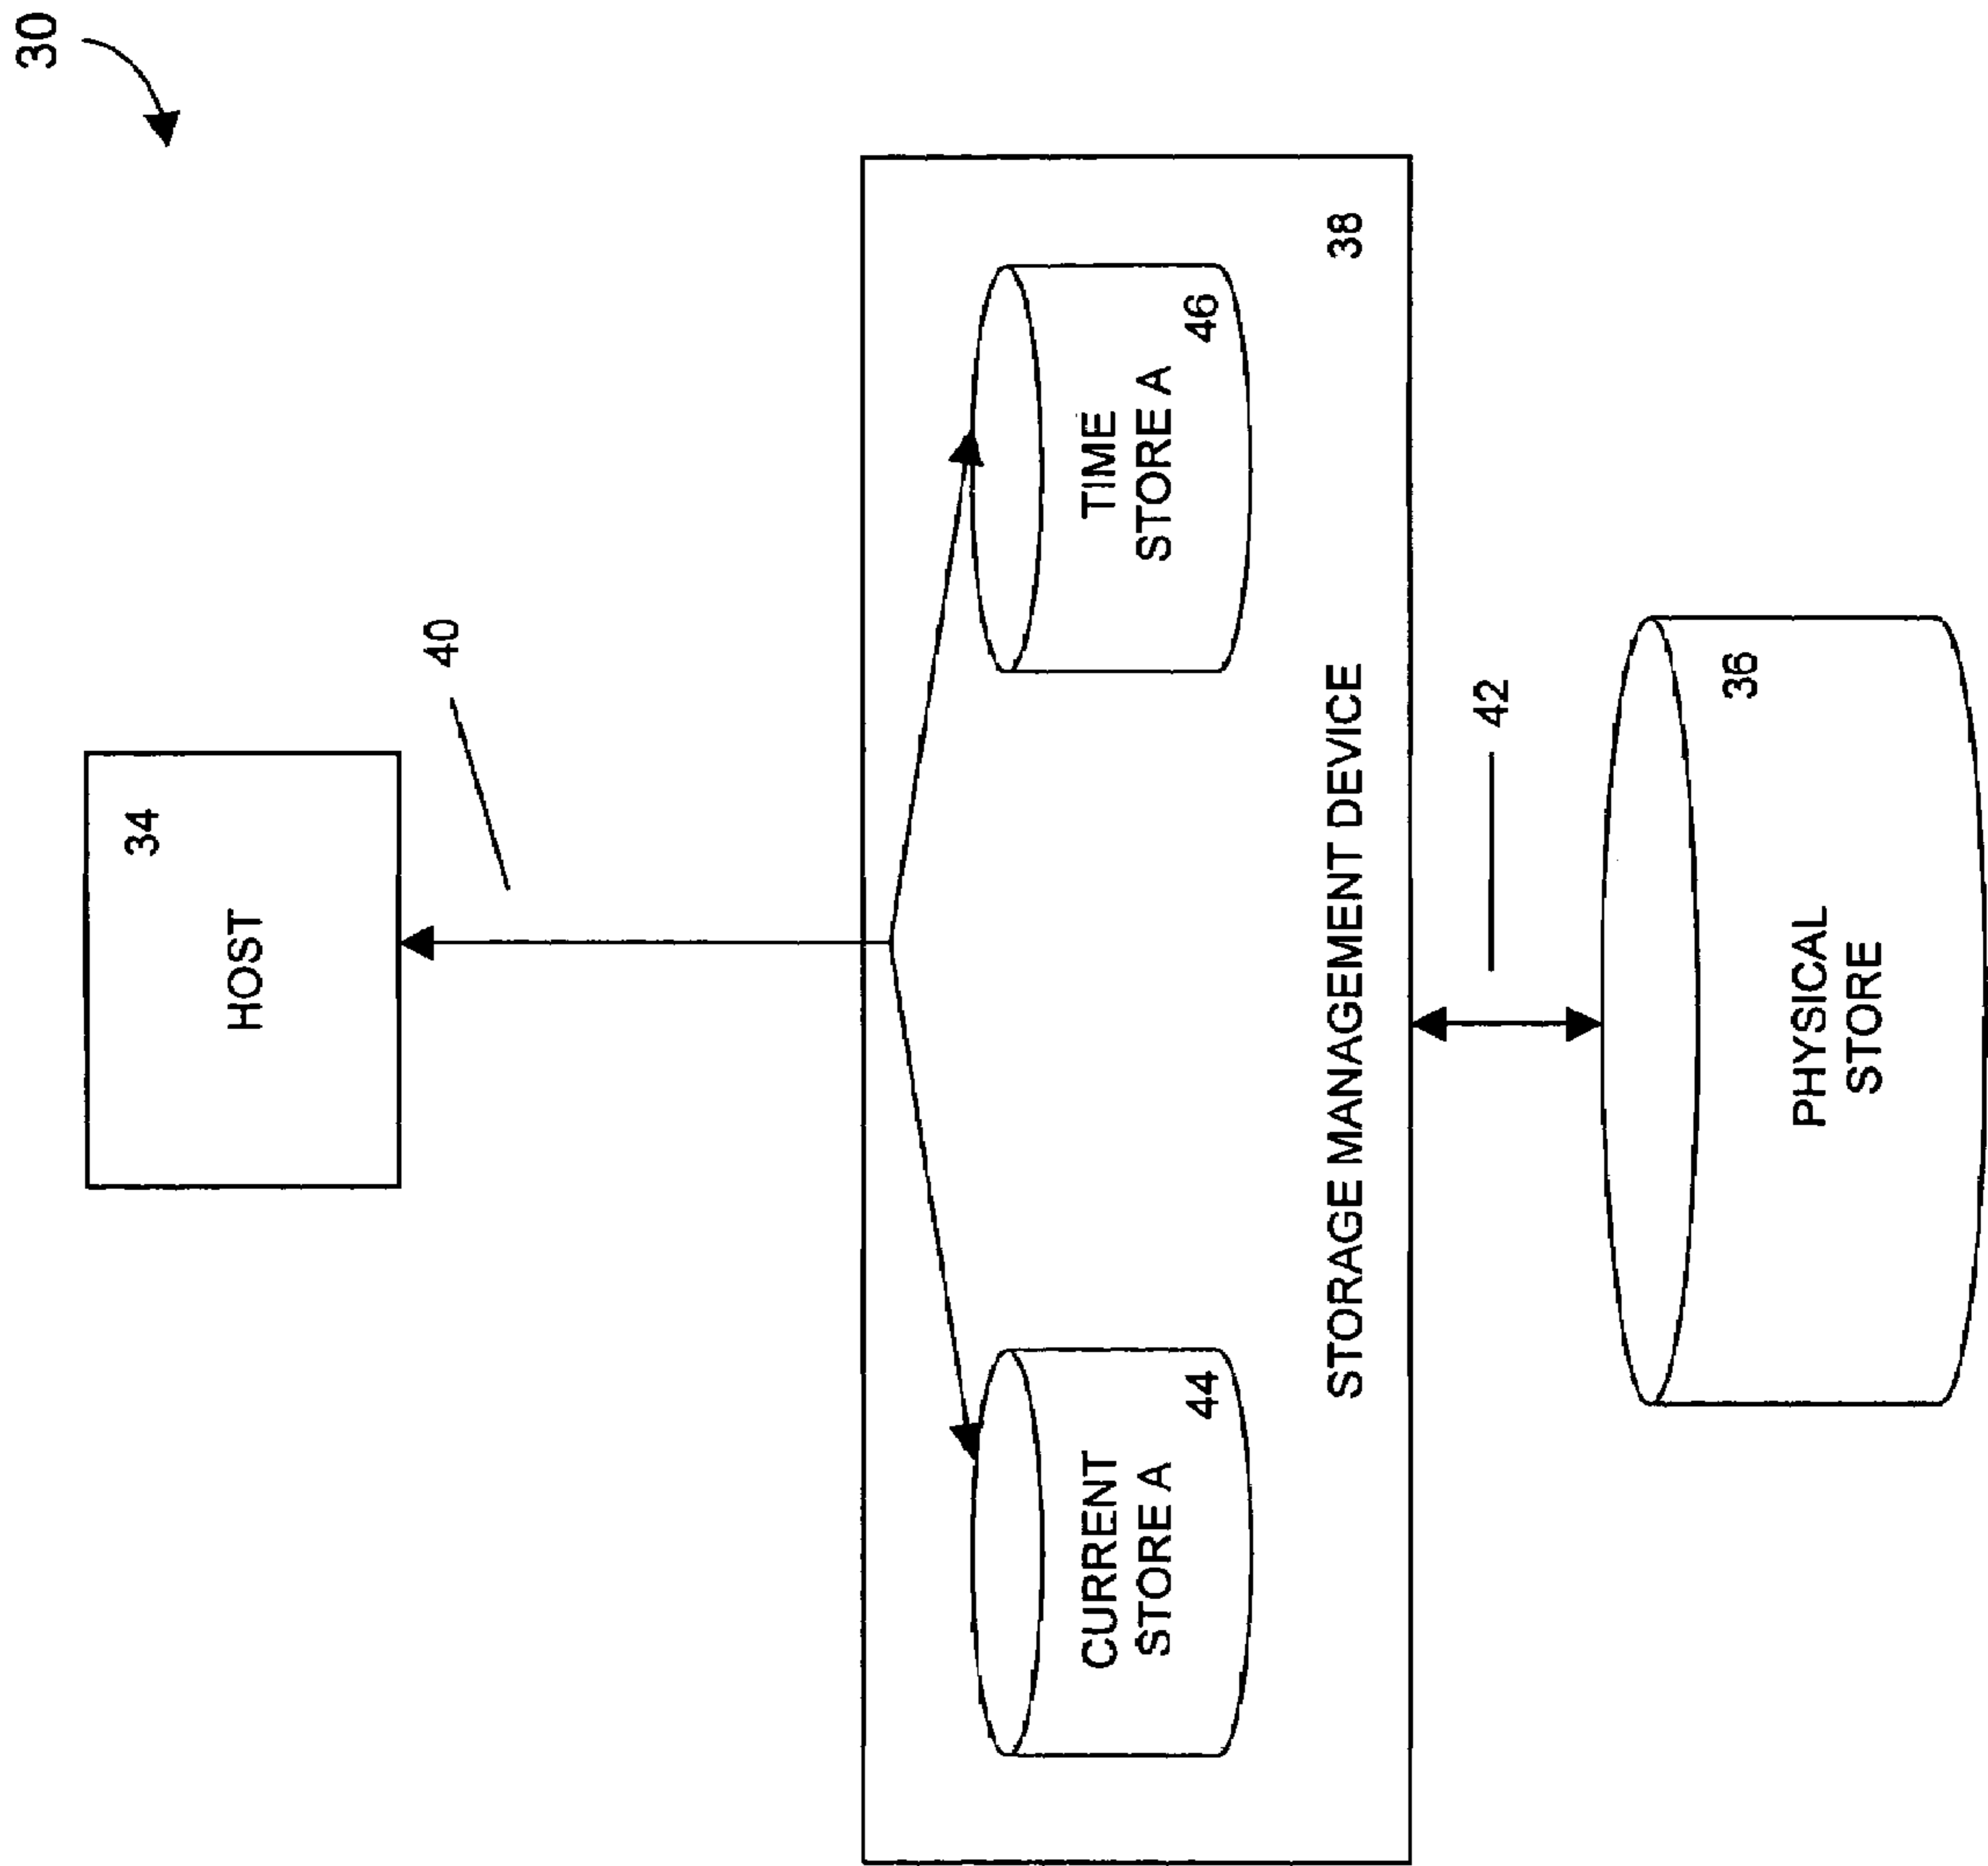 30
34
HOST
40
CURRENT
STORE A
44
TIME
STORE A
46
STORAGE MANAGEMENT DEVICE
38
42
36
PHYSICAL
STORE